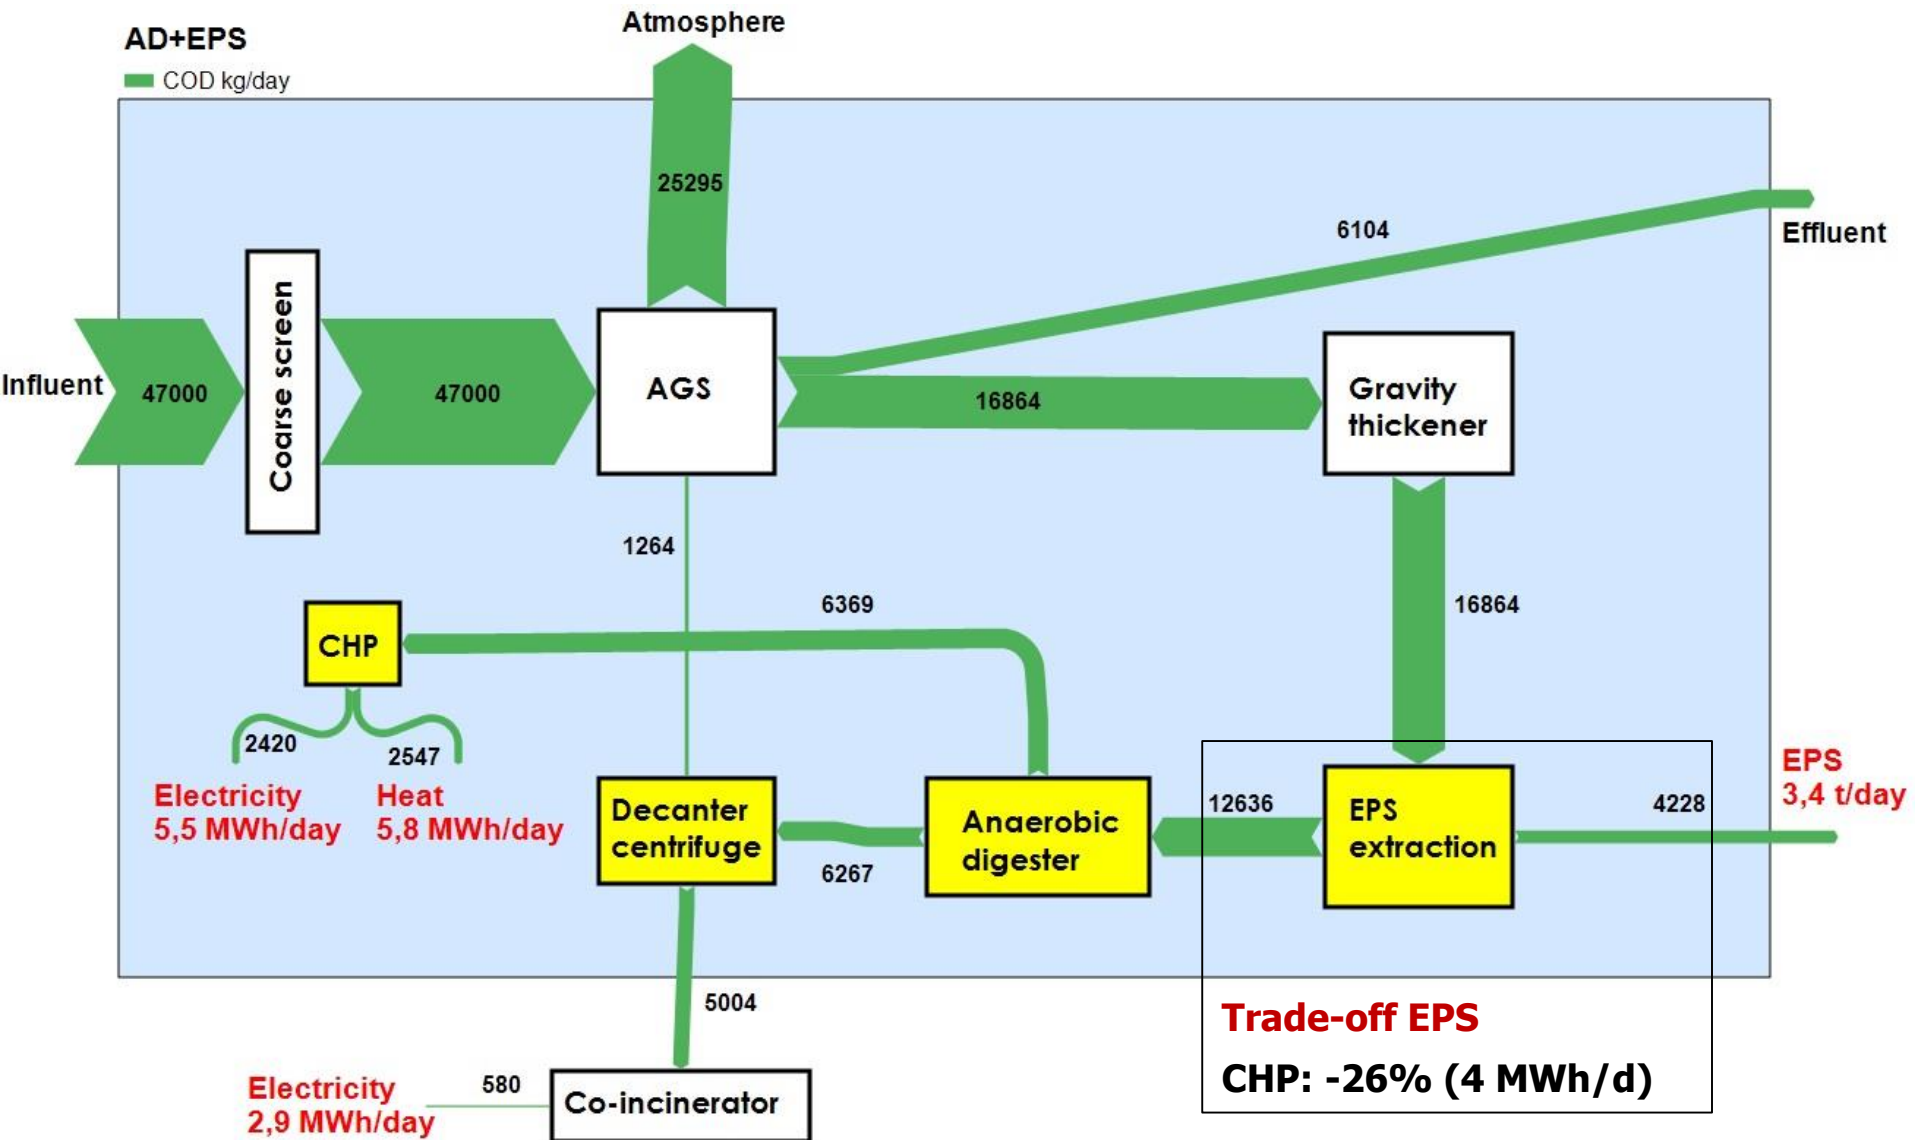 Atmosphere
AD+EPS
COD kg/day
25295
6104
Effluent
Influent
47000
Coarse screen
47000
AGS
16864
Gravity
thickener
1264
6369
16864
CHP
2420
2547
Electricity
5,5 MWh/day
Heat
5,8 MWh/day
Decanter
centrifuge
6267
Anaerobic
digester
12636
EPS
extraction
4228
EPS
3,4 t/day
5004
Trade-off EPS
CHP: -26% (4 MWh/d)
Electricity
2,9 MWh/day
580
Co-incinerator